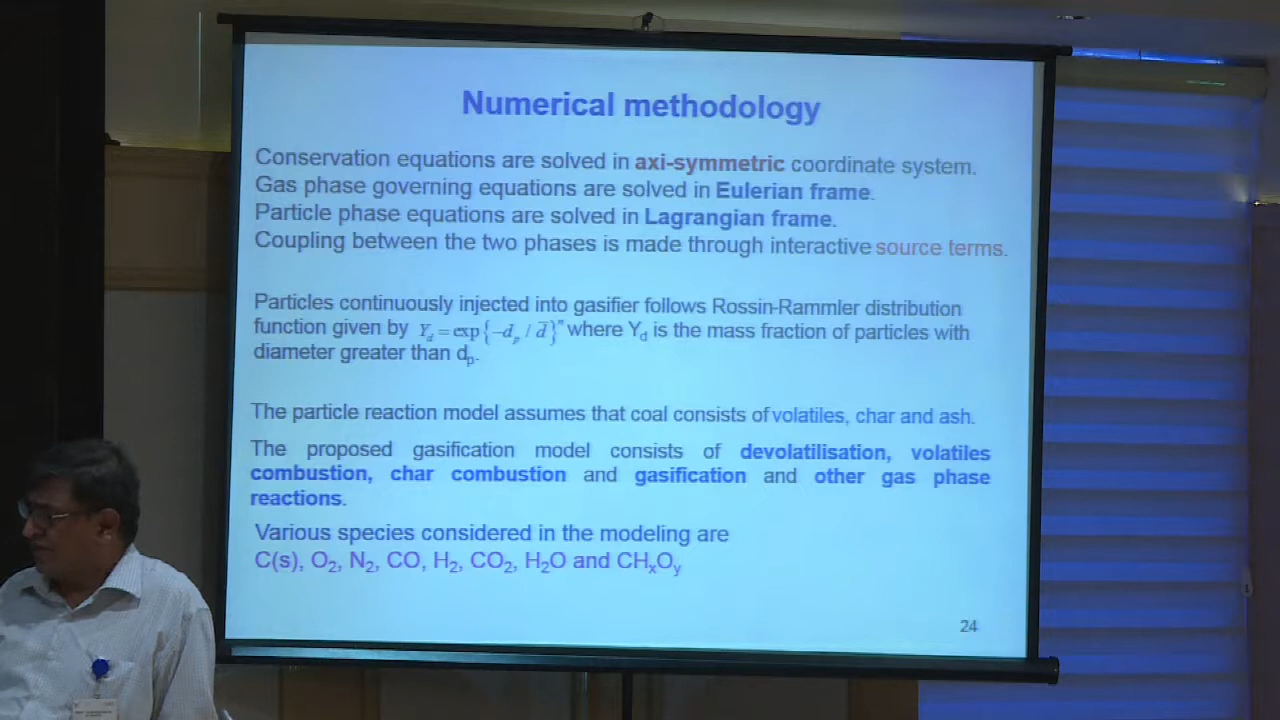 Numerical methodology
Conservation equations are solved in axi-symmetric coordinate system.
Gas phase governing equations are solved in Eulerian frame.
Particle phase equations are solved in Lagrangian frame.
Coupling between the two phases is made through interactive source terms.
Particles continuously injected into gasifier follows Rossin-Rammler distribution
function given by Y_d = exp{-d_p / d̄}^n where Y_d is the mass fraction of particles with
diameter greater than d_p.
The particle reaction model assumes that coal consists of volatiles, char and ash.
The proposed gasification model consists of devolatilisation, volatiles
combustion, char combustion and gasification and other gas phase
reactions.
Various species considered in the modeling are
C(s), O₂, N₂, CO, H₂, CO₂, H₂O and CHₓO_y
24